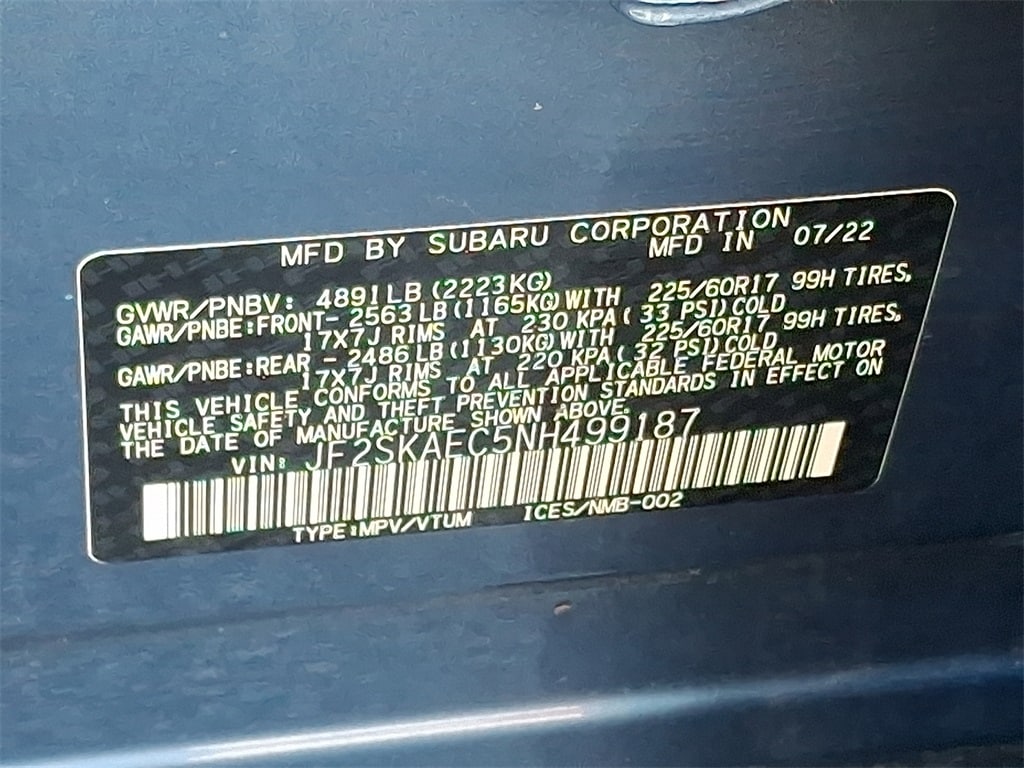 MFD BY SUBARU CORPORATION
MFD IN 07/22
GVWR/PNBV: 4891LB (2223KG)
GAWR/PNBE:FRONT- 2563LB(1165KG)WITH 225/60R17 99H TIRES,
17X7J RIMS AT 230 KPA( 33 PSI)COLD
GAWR/PNBE:REAR - 2486LB(1130KG)WITH 225/60R17 99H TIRES,
17X7J RIMS AT 220 KPA( 32 PSI)COLD
THIS VEHICLE CONFORMS TO ALL APPLICABLE FEDERAL MOTOR
VEHICLE SAFETY AND THEFT PREVENTION STANDARDS IN EFFECT ON
THE DATE OF MANUFACTURE SHOWN ABOVE.
VIN: JF2SKAEC5NH499187
TYPE:MPV/VTUM ICES/NMB-002